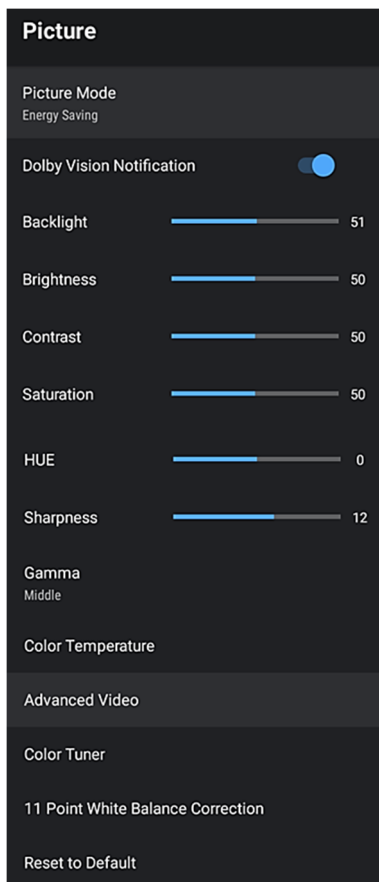 Picture
Picture Mode
Energy Saving
Dolby Vision Notification
Backlight 51
Brightness 50
Contrast 50
Saturation 50
HUE 0
Sharpness 12
Gamma
Middle
Color Temperature
Advanced Video
Color Tuner
11 Point White Balance Correction
Reset to Default